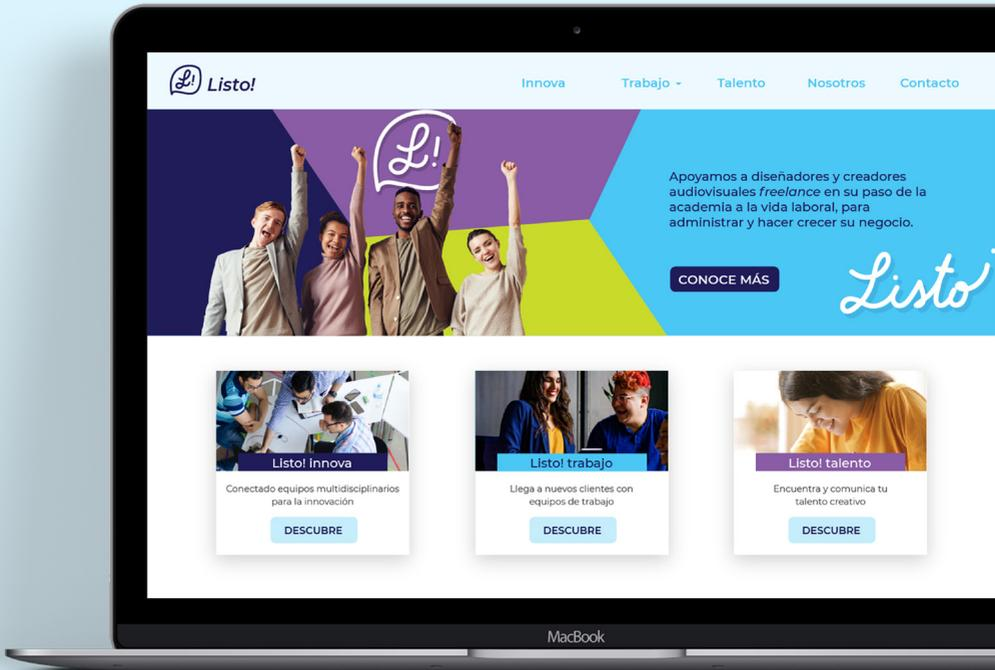 L! Listo!
Innova Trabajo Talento Nosotros Contacto
L!
Apoyamos a diseñadores y creadores
audiovisuales freelance en su paso de la
academia a la vida laboral, para
administrar y hacer crecer su negocio.
CONOCE MÁS
Listo
Listo! innova
Conectado equipos multidisciplinarios
para la innovación
DESCUBRE
Listo! trabajo
Llega a nuevos clientes con
equipos de trabajo
DESCUBRE
Listo! talento
Encuentra y comunica tu
talento creativo
DESCUBRE
MacBook